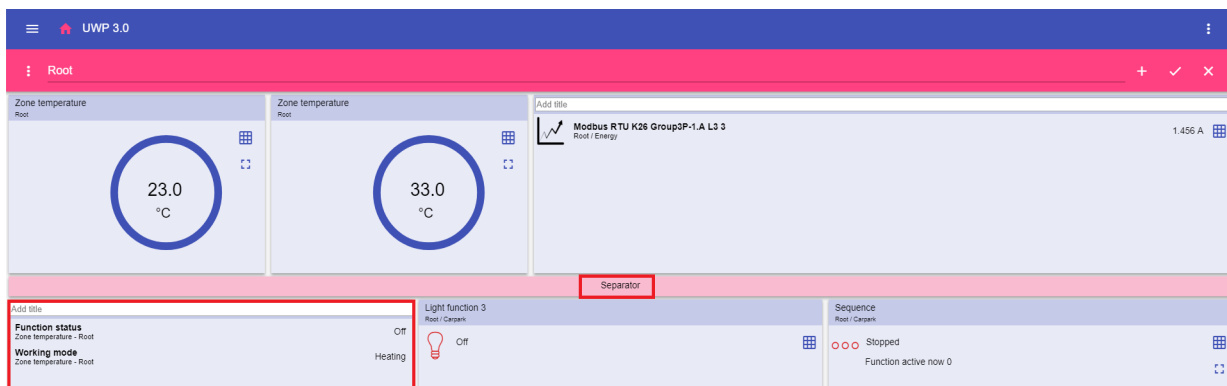 UWP 3.0
Root
Zone temperature
Root
23.0
°C
Zone temperature
Root
33.0
°C
Add title
Modbus RTU K26 Group3P-1.A L3 3
Root / Energy
1.456 A
Separator
Add title
Function status
Zone temperature - Root
Off
Working mode
Zone temperature - Root
Heating
Light function 3
Root / Carpark
Off
Sequence
Root / Carpark
Stopped
Function active now 0